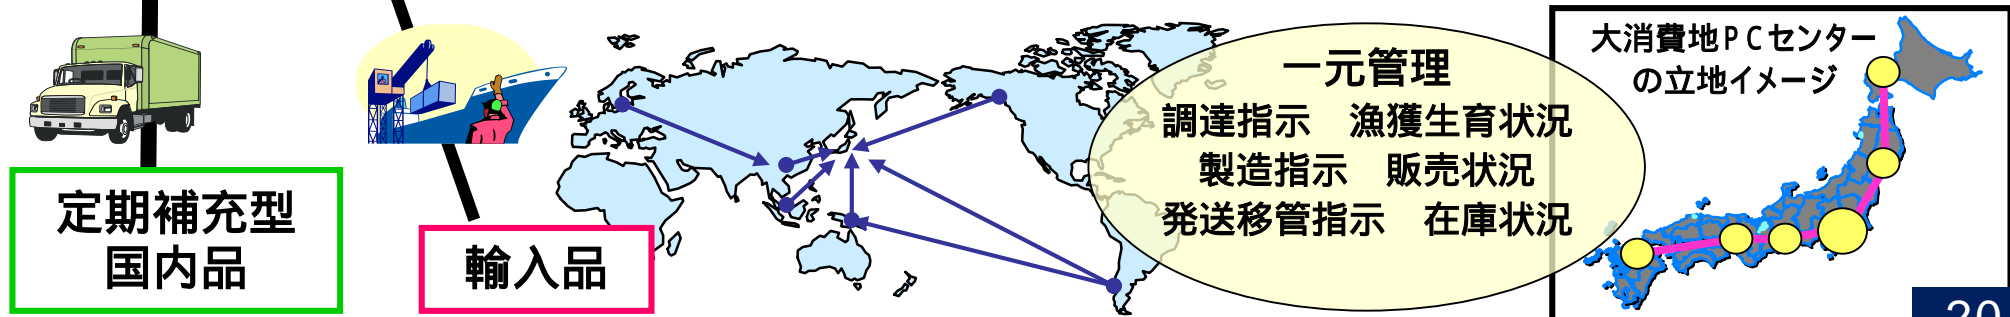 定期補充型
国内品
輸入品
一元管理
調達指示　漁獲生育状況
製造指示　販売状況
発送移管指示　在庫状況
大消費地PCセンター
の立地イメージ
20